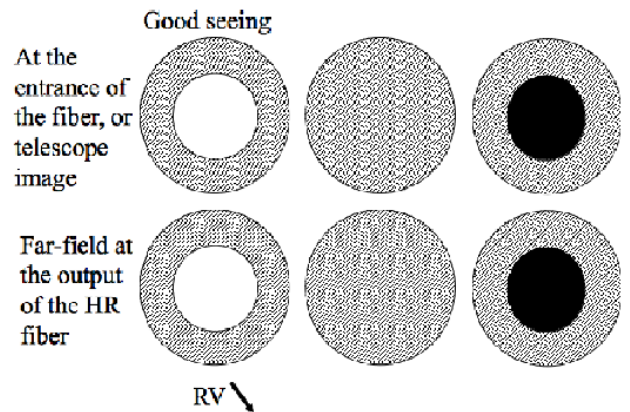 Good seeing
At the
entrance of
the fiber, or
telescope
image
Far-field at
the output
of the HR
fiber
RV